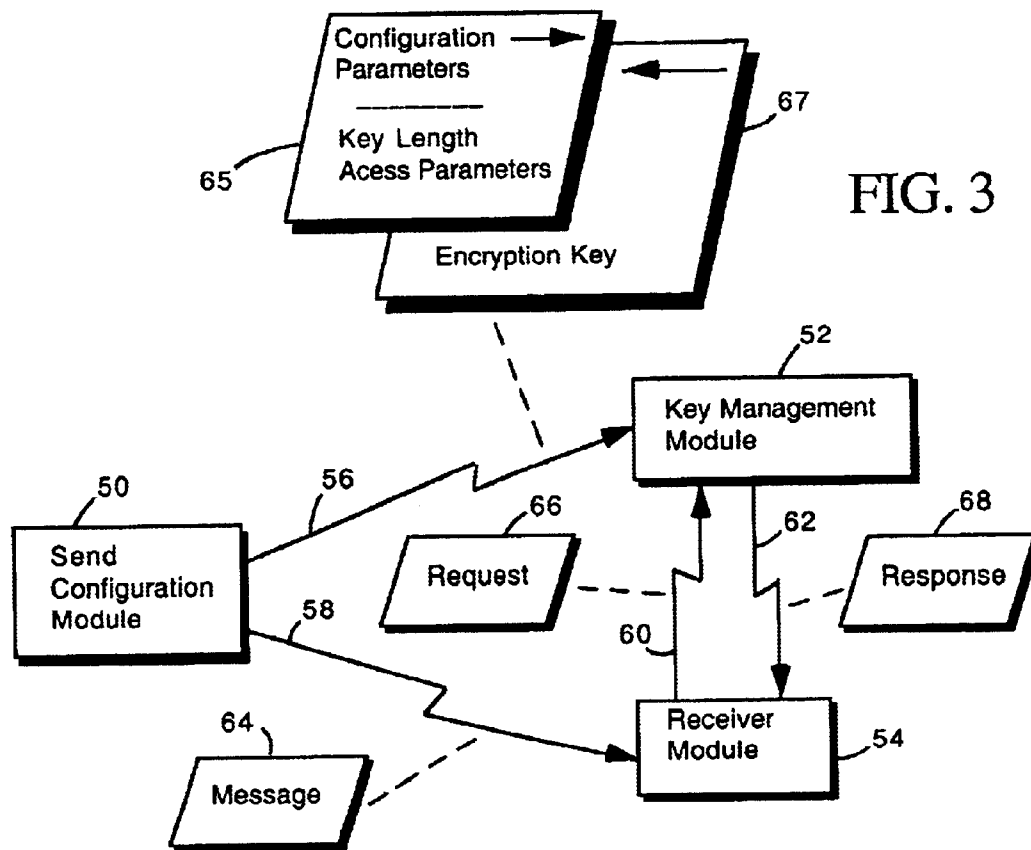 Configuration
Parameters
Key Length
Acess Parameters
65
67
FIG. 3
Encryption Key
52
Key Management
Module
50
56
66
62
68
Send
Configuration
Module
Request
Response
58
60
64
Receiver
Module
54
Message